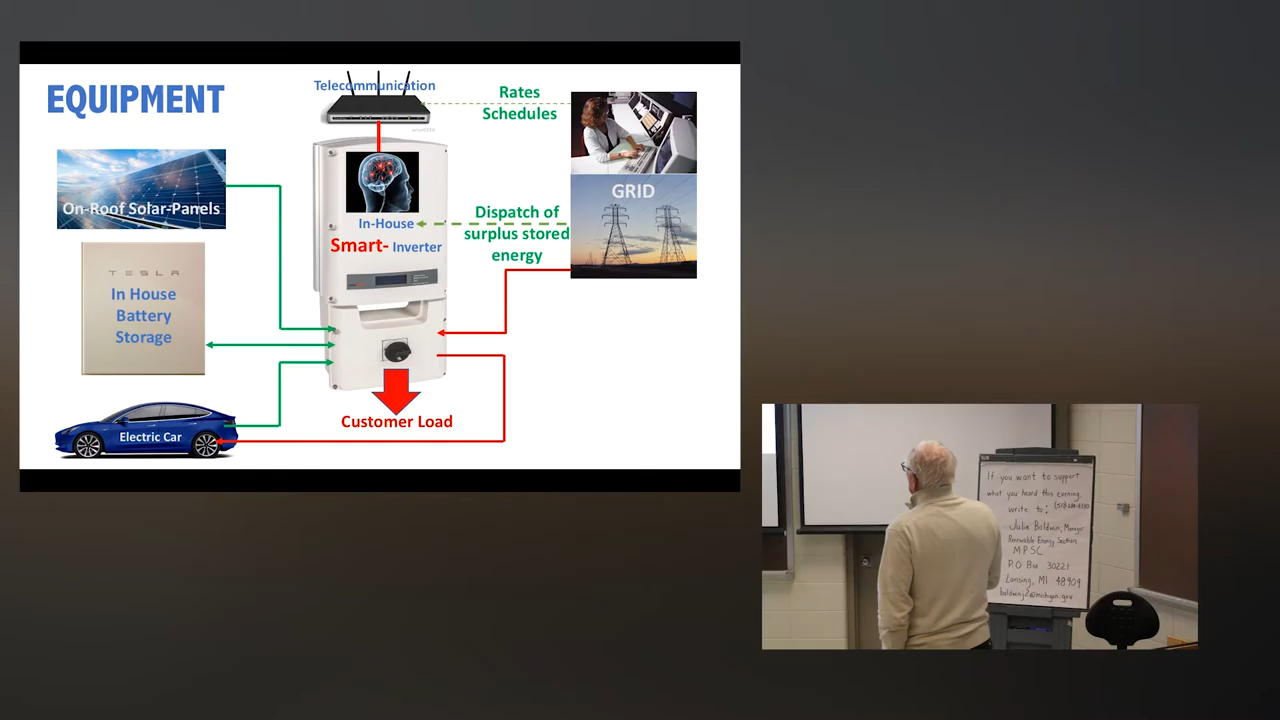 EQUIPMENT
Telecommunication
Rates
Schedules
On-Roof Solar-Panels
In-House
Smart- Inverter
Dispatch of
surplus stored
energy
GRID
TESLA
In House
Battery
Storage
Electric Car
Customer Load
If you want to support
what you heard this evening,
write to:
Julie Baldwin, Manager
Renewable Energy Section
MPSC
P.O Box 30221
Lansing, MI 48909
baldwinj2@michigan.gov